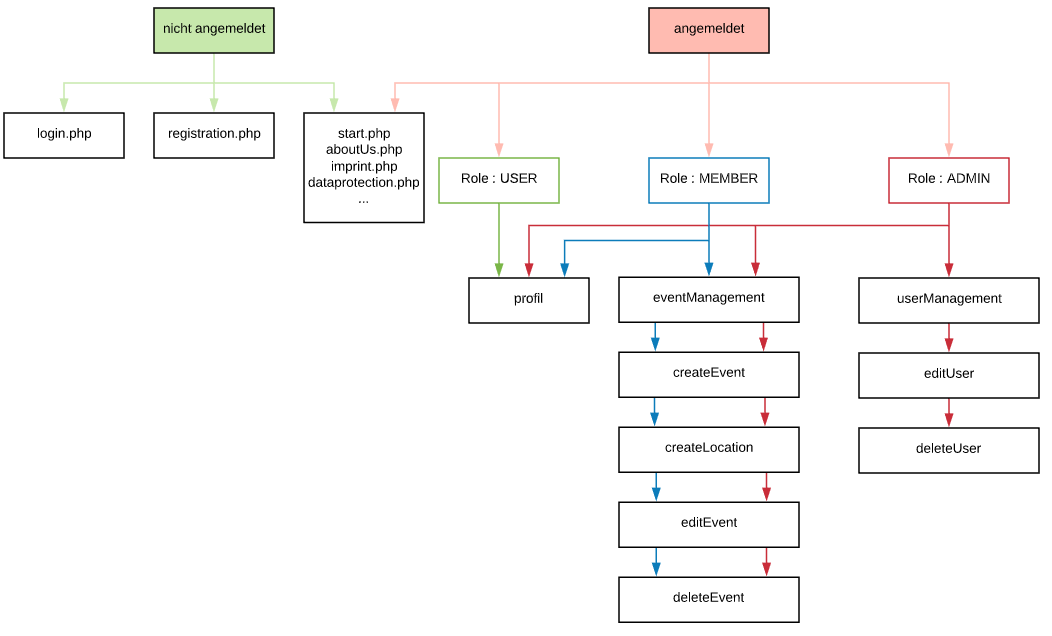 nicht angemeldet
angemeldet
login.php
registration.php
start.php
aboutUs.php
imprint.php
dataprotection.php
...
Role : USER
Role : MEMBER
Role : ADMIN
profil
eventManagement
userManagement
createEvent
editUser
createLocation
deleteUser
editEvent
deleteEvent